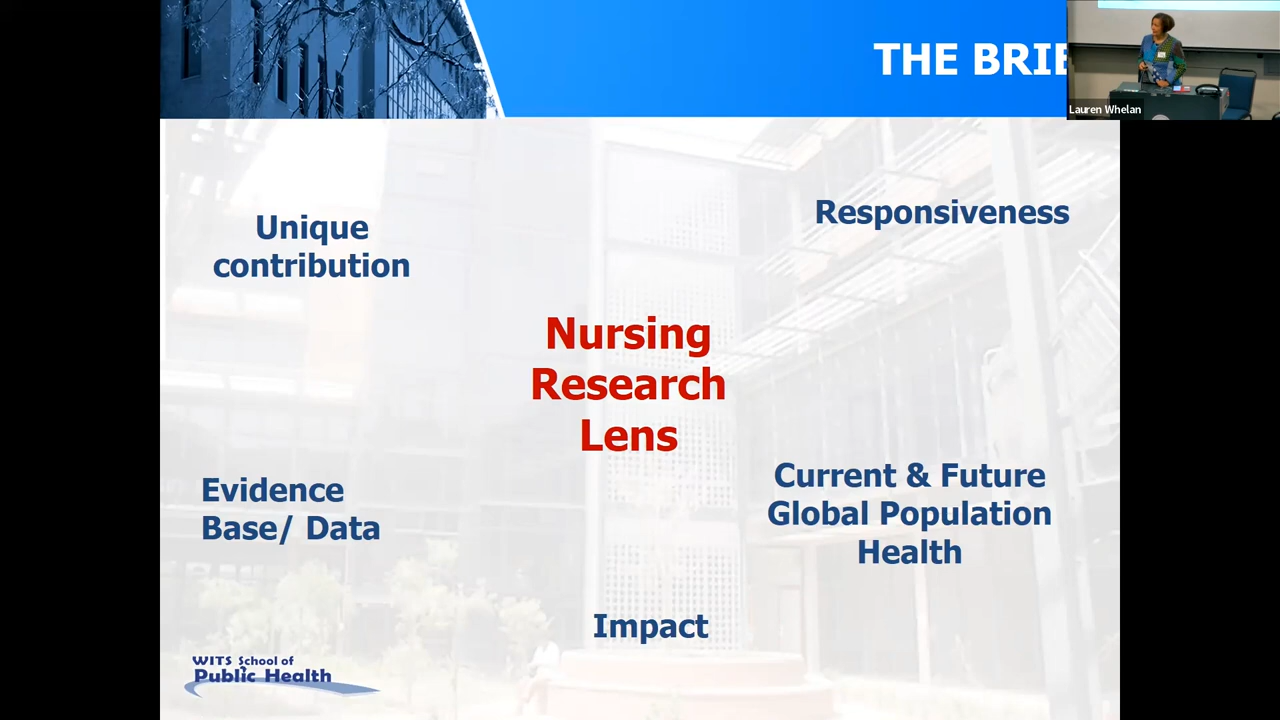 THE BRIE
Lauren Whelan
Responsiveness
Unique
contribution
Nursing
Research
Lens
Current & Future
Global Population
Health
Evidence
Base/ Data
Impact
WITS School of
Public Health